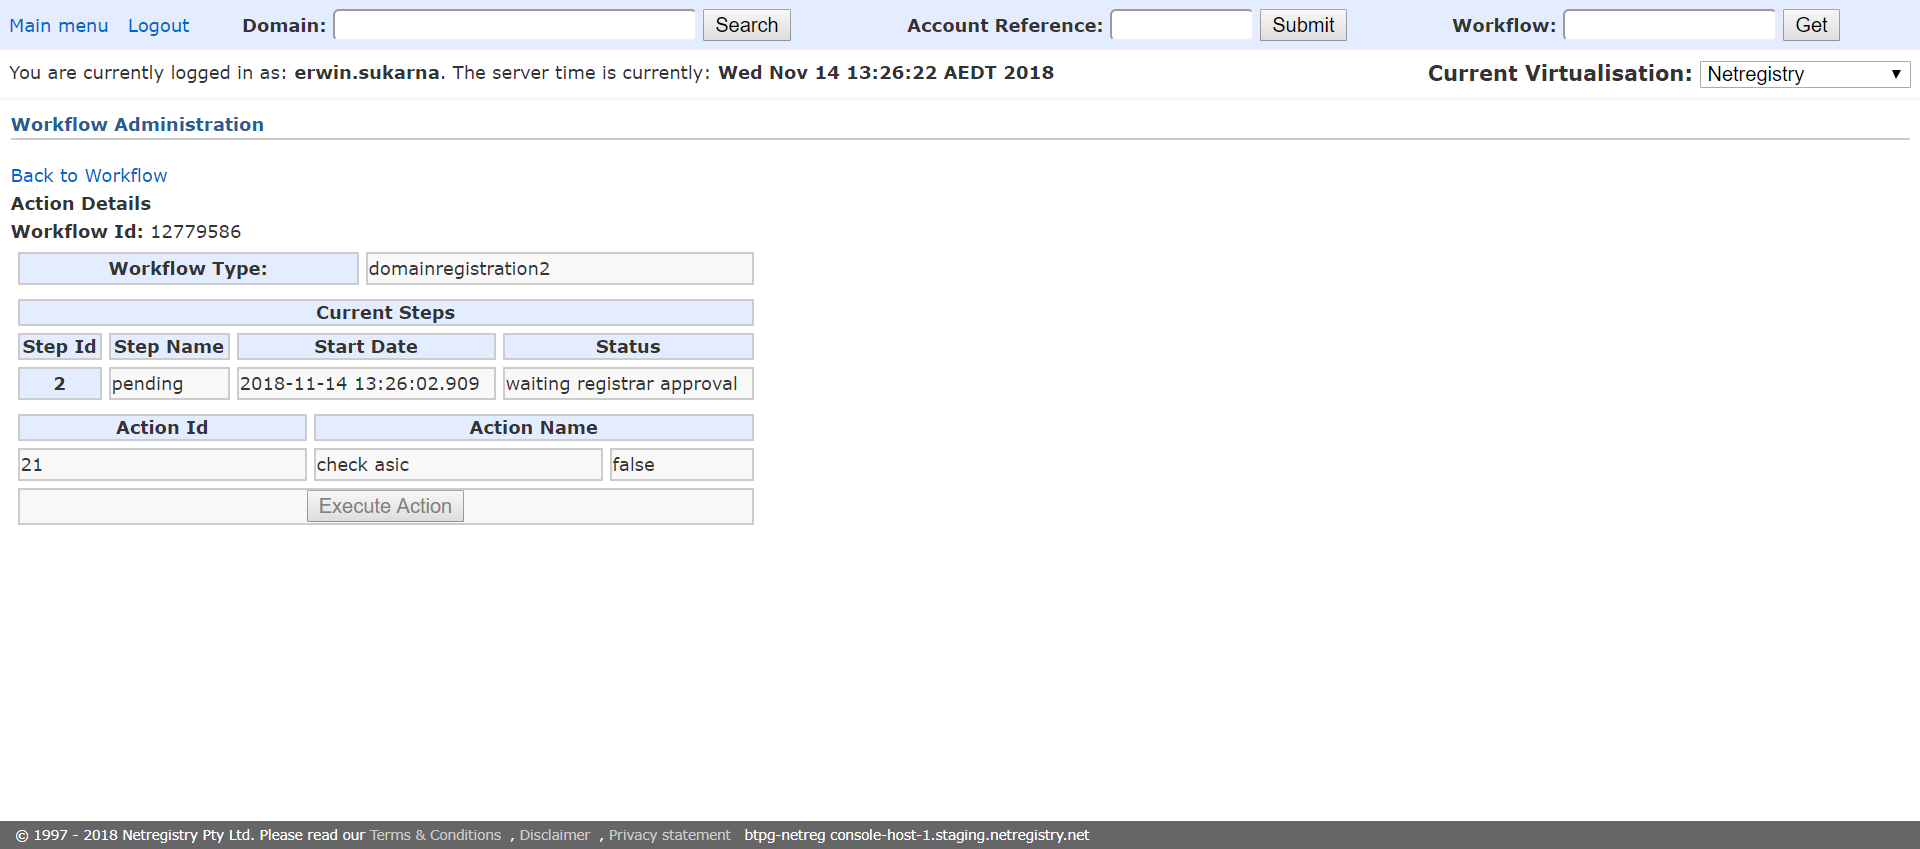 Main menu Logout Domain: Search Account Reference: Submit Workflow: Get
You are currently logged in as: erwin.sukarna. The server time is currently: Wed Nov 14 13:26:22 AEDT 2018 Current Virtualisation: Netregistry
Workflow Administration
Back to Workflow
Action Details
Workflow Id: 12779586
Workflow Type: domainregistration2
Current Steps
Step Id Step Name Start Date Status
2 pending 2018-11-14 13:26:02.909 waiting registrar approval
Action Id Action Name
21 check asic false
Execute Action
© 1997 - 2018 Netregistry Pty Ltd. Please read our Terms & Conditions , Disclaimer , Privacy statement btpg-netreg console-host-1.staging.netregistry.net